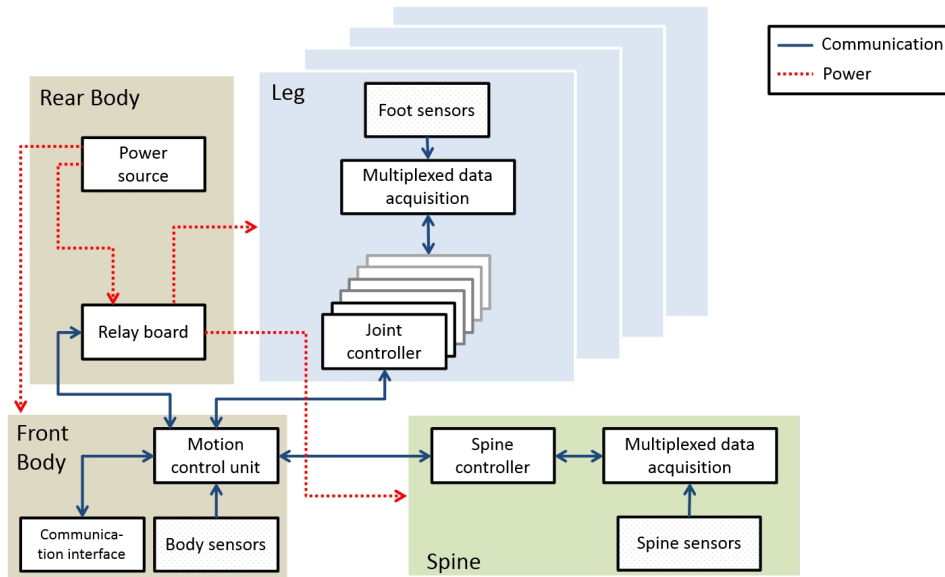 Communication
Power
Rear Body
Power
source
Relay board
Leg
Foot sensors
Multiplexed data
acquisition
Joint
controller
Front
Body
Motion
control unit
Communica-
tion interface
Body sensors
Spine
controller
Multiplexed data
acquisition
Spine sensors
Spine